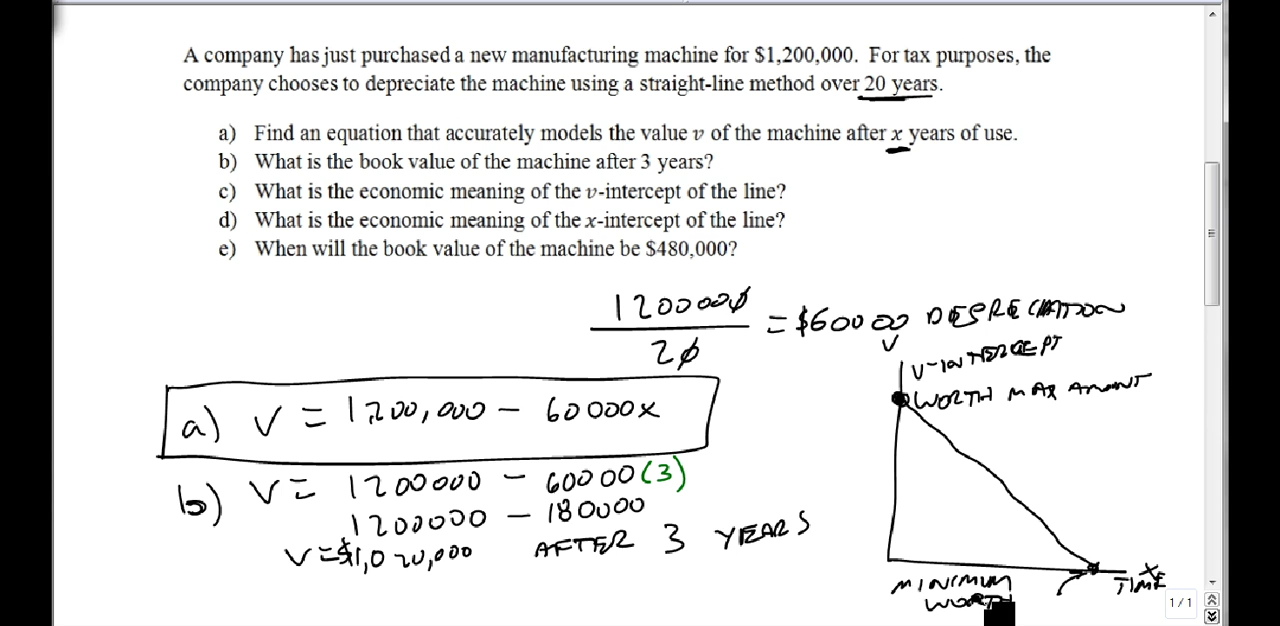 A company has just purchased a new manufacturing machine for $1,200,000. For tax purposes, the
company chooses to depreciate the machine using a straight-line method over 20 years.
a) Find an equation that accurately models the value v of the machine after x years of use.
b) What is the book value of the machine after 3 years?
c) What is the economic meaning of the v-intercept of the line?
d) What is the economic meaning of the x-intercept of the line?
e) When will the book value of the machine be $480,000?
1200000
20
= $60000 DESPRECIATION
V
V-INTERCEPT
WORTH MAX AMOUNT
a) V = 1200,000 - 60000x
b) V = 1200000 - 60000(3)
1200000 - 180000
V = $1,020,000 AFTER 3 YEARS
X
TIME
MINIMUM
WORTH
1/1